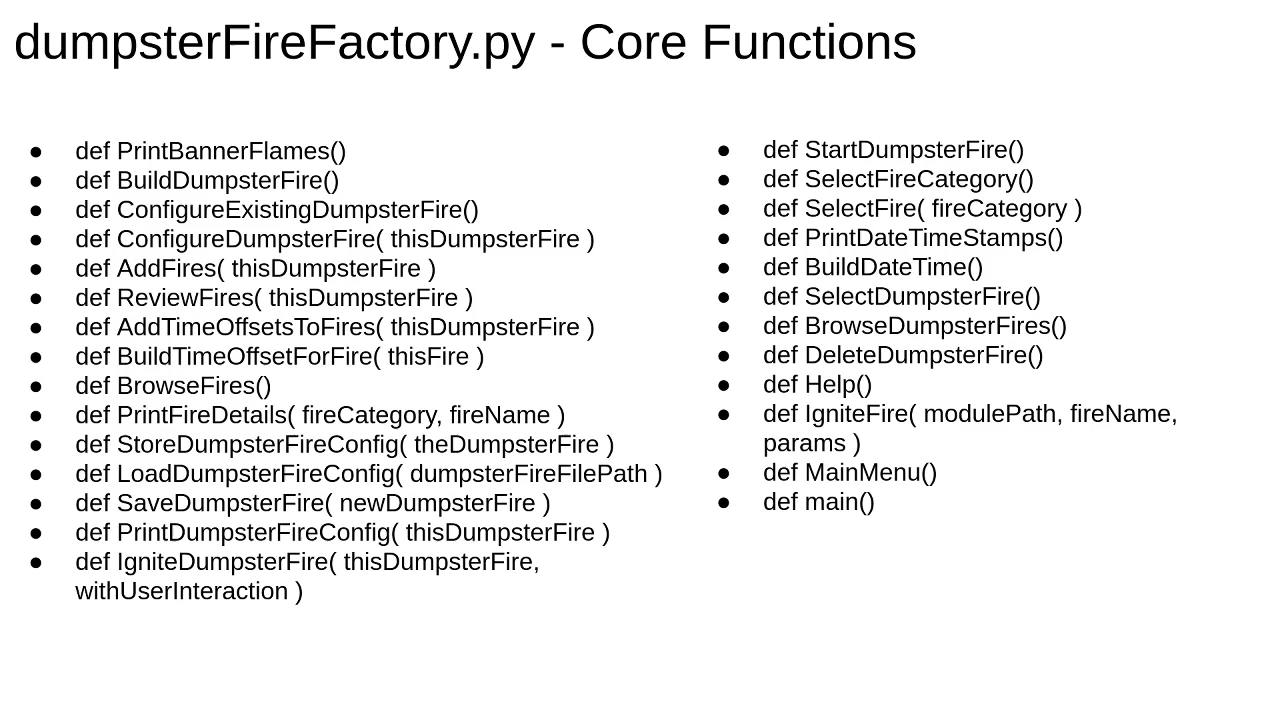 dumpsterFireFactory.py - Core Functions
● def PrintBannerFlames()
● def BuildDumpsterFire()
● def ConfigureExistingDumpsterFire()
● def ConfigureDumpsterFire( thisDumpsterFire )
● def AddFires( thisDumpsterFire )
● def ReviewFires( thisDumpsterFire )
● def AddTimeOffsetsToFires( thisDumpsterFire )
● def BuildTimeOffsetForFire( thisFire )
● def BrowseFires()
● def PrintFireDetails( fireCategory, fireName )
● def StoreDumpsterFireConfig( theDumpsterFire )
● def LoadDumpsterFireConfig( dumpsterFireFilePath )
● def SaveDumpsterFire( newDumpsterFire )
● def PrintDumpsterFireConfig( thisDumpsterFire )
● def IgniteDumpsterFire( thisDumpsterFire,
withUserInteraction )
● def StartDumpsterFire()
● def SelectFireCategory()
● def SelectFire( fireCategory )
● def PrintDateTimeStamps()
● def BuildDateTime()
● def SelectDumpsterFire()
● def BrowseDumpsterFires()
● def DeleteDumpsterFire()
● def Help()
● def IgniteFire( modulePath, fireName,
params )
● def MainMenu()
● def main()